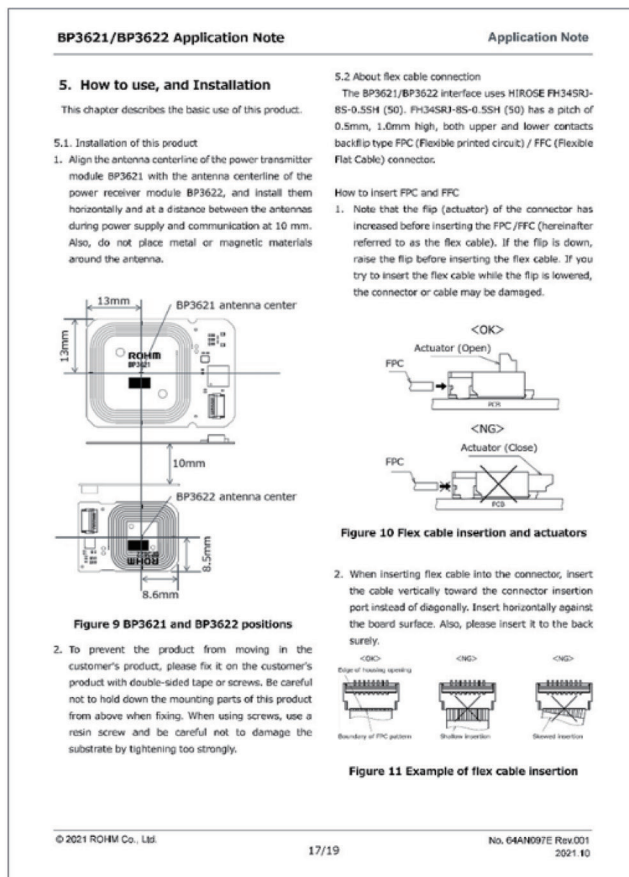 BP3621/BP3622 Application Note
Application Note
5. How to use, and Installation
This chapter describes the basic use of this product.
5.1. Installation of this product
1. Align the antenna centerline of the power transmitter
module BP3621 with the antenna centerline of the
power receiver module BP3622, and install them
horizontally and at a distance between the antennas
during power supply and communication at 10 mm.
Also, do not place metal or magnetic materials
around the antenna.
13mm
BP3621 antenna center
13mm
ROHM
BP3621
10mm
BP3622 antenna center
ROHM
8.5mm
8.6mm
Figure 9 BP3621 and BP3622 positions
2. To prevent the product from moving in the
customer's product, please fix it on the customer's
product with double-sided tape or screws. Be careful
not to hold down the mounting parts of this product
from above when fixing. When using screws, use a
resin screw and be careful not to damage the
substrate by tightening too strongly.
5.2 About flex cable connection
The BP3621/BP3622 interface uses HIROSE FH34SRJ-
8S-0.5SH (50). FH34SRJ-8S-0.5SH (50) has a pitch of
0.5mm, 1.0mm high, both upper and lower contacts
backflip type FPC (Flexible printed circuit) / FFC (Flexible
Flat Cable) connector.
How to insert FPC and FFC
1. Note that the flip (actuator) of the connector has
increased before inserting the FPC/FFC (hereinafter
referred to as the flex cable). If the flip is down,
raise the flip before inserting the flex cable. If you
try to insert the flex cable while the flip is lowered,
the connector or cable may be damaged.
<OK>
Actuator (Open)
FPC
PCB
<NG>
Actuator (Close)
FPC
PCB
Figure 10 Flex cable insertion and actuators
2. When inserting flex cable into the connector, insert
the cable vertically toward the connector insertion
port instead of diagonally. Insert horizontally against
the board surface. Also, please insert it to the back
surely.
<OK> <NG> <NG>
Edge of housing opening
Boundary of FPC pattern Shallow insertion Skewed insertion
Figure 11 Example of flex cable insertion
© 2021 ROHM Co., Ltd.
17/19
No. 64AN097E Rev.001
2021.10